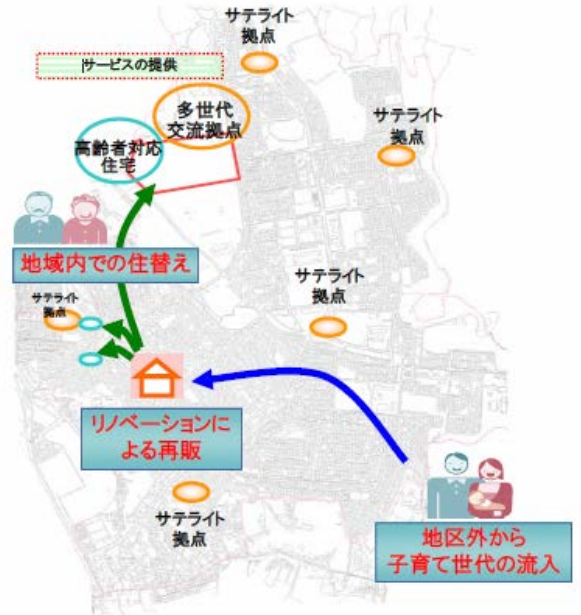 サテライト
拠点
サービスの提供
多世代
交流拠点
サテライト
拠点
高齢者対応
住宅
地域内での住替え
サテライト
拠点
サテライト
拠点
リノベーションに
よる再販
サテライト
拠点
地区外から
子育て世代の流入